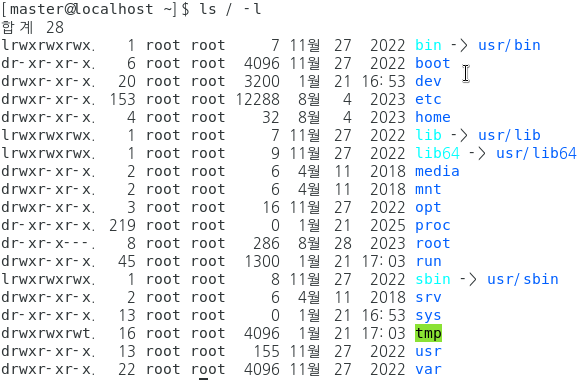 [master@localhost ~]$ ls / -l
합계 28
lrwxrwxrwx.   1 root root     7 11월 27  2022 bin -> usr/bin
dr-xr-xr-x.   6 root root  4096 11월 27  2022 boot
drwxr-xr-x.  20 root root  3200  1월 21 16:53 dev
drwxr-xr-x. 153 root root 12288  8월  4  2023 etc
drwxr-xr-x.   4 root root    32  8월  4  2023 home
lrwxrwxrwx.   1 root root     7 11월 27  2022 lib -> usr/lib
lrwxrwxrwx.   1 root root     9 11월 27  2022 lib64 -> usr/lib64
drwxr-xr-x.   2 root root     6  4월 11  2018 media
drwxr-xr-x.   2 root root     6  4월 11  2018 mnt
drwxr-xr-x.   3 root root    16 11월 27  2022 opt
dr-xr-xr-x. 219 root root     0  1월 21  2025 proc
dr-xr-x---.   8 root root   286  8월 28  2023 root
drwxr-xr-x.  45 root root  1300  1월 21 17:03 run
lrwxrwxrwx.   1 root root     8 11월 27  2022 sbin -> usr/sbin
drwxr-xr-x.   2 root root     6  4월 11  2018 srv
dr-xr-xr-x.  13 root root     0  1월 21 16:53 sys
drwxrwxrwt.  16 root root  4096  1월 21 17:03 tmp
drwxr-xr-x.  13 root root   155 11월 27  2022 usr
drwxr-xr-x.  22 root root  4096 11월 27  2022 var